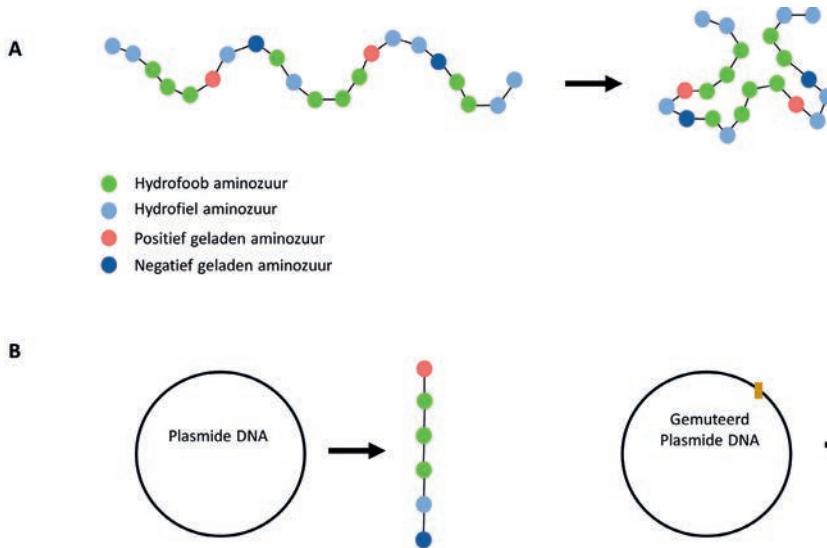 A
Hydrofoob aminozuur
Hydrofiel aminozuur
Positief geladen aminozuur
Negatief geladen aminozuur
B
Plasmide DNA
Gemuteerd
Plasmide DNA